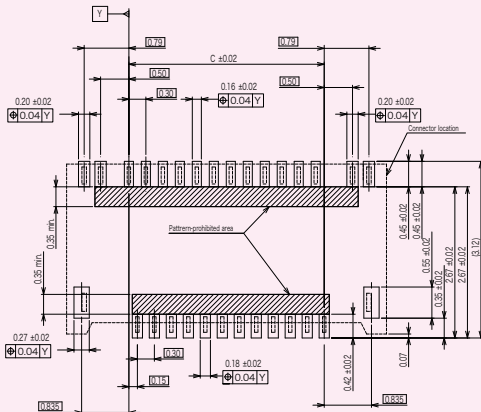 Y
0.79
0.79
C ±0.02
0.50
0.50
0.20 ±0.02
0.30
0.16 ±0.02
0.20 ±0.02
⌖ 0.04 Y
⌖ 0.04 Y
⌖ 0.04 Y
Connector location
0.35 min.
Pattrern-prohibited area
0.35 min.
0.45 ±0.02
0.45 ±0.02
0.55 ±0.02
0.35 ±0.02
2.67 ±0.02
2.67 ±0.02
(3.12)
0.27 ±0.02
⌖ 0.04 Y
0.30
0.18 ±0.02
0.42 ±0.02
0.07
0.15
⌖ 0.04 Y
0.835
0.835